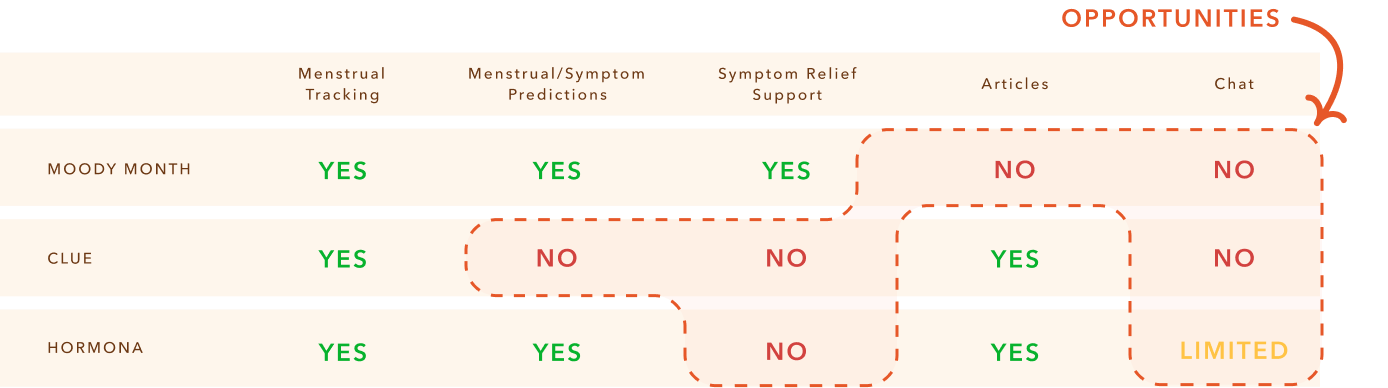 OPPORTUNITIES
Menstrual Tracking Menstrual/Symptom Predictions Symptom Relief Support Articles Chat
MOODY MONTH YES YES YES NO NO
CLUE YES NO NO YES NO
HORMONA YES YES NO YES LIMITED